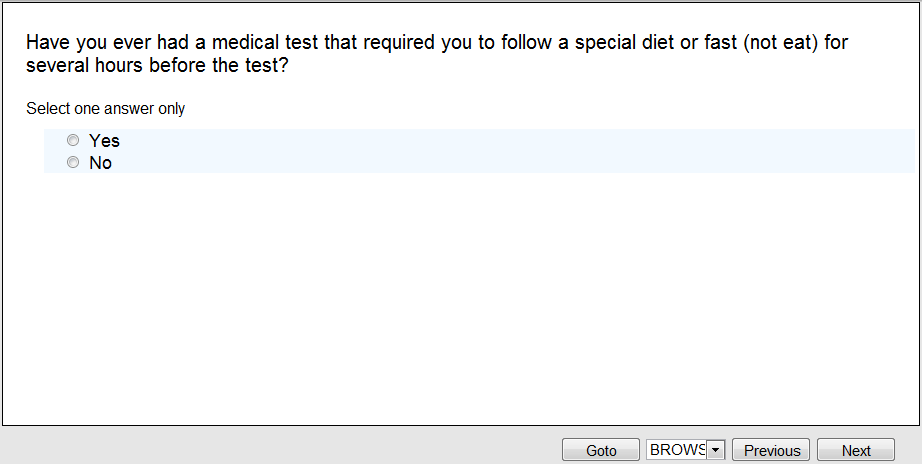 Have you ever had a medical test that required you to follow a special diet or fast (not eat) for
several hours before the test?
Select one answer only
Yes
No
Goto BROWS Previous Next